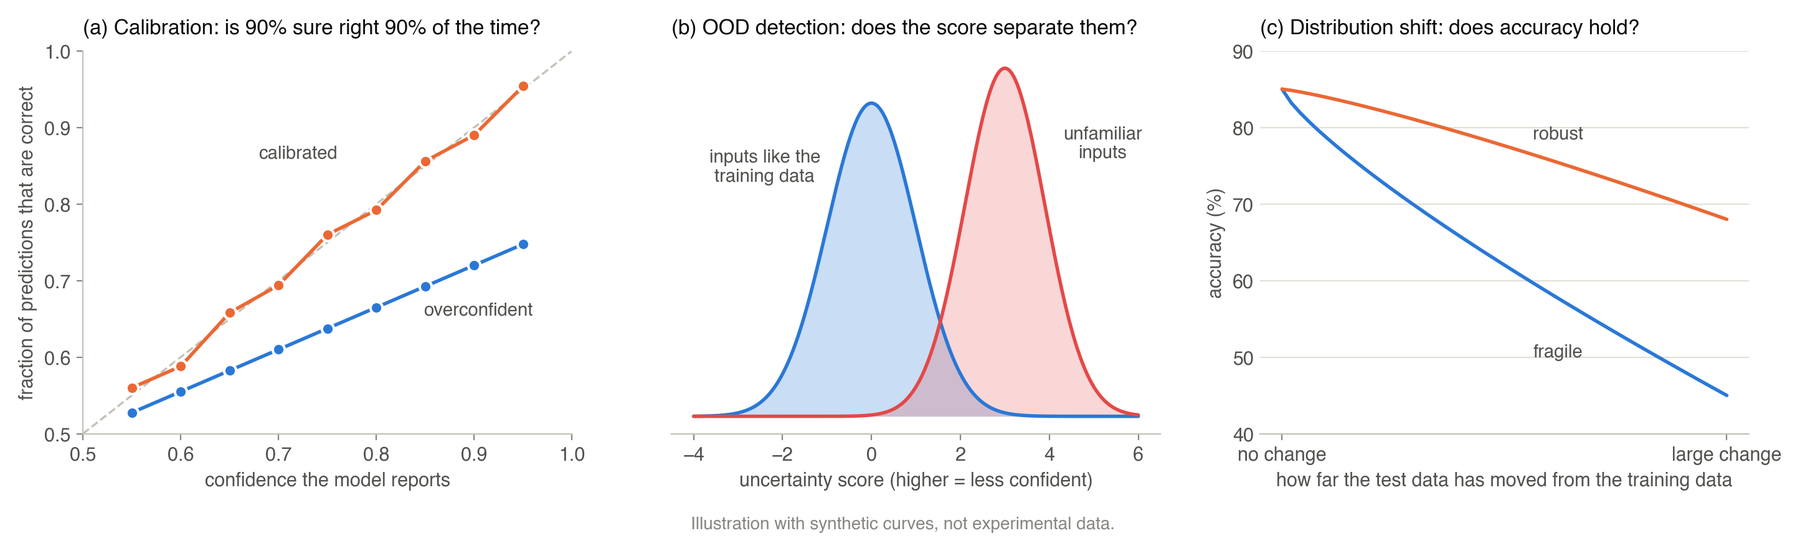 (a) Calibration: is 90% sure right 90% of the time?
fraction of predictions that are correct
1.0
0.9
0.8
0.7
0.6
0.5
calibrated
overconfident
0.5 0.6 0.7 0.8 0.9 1.0
confidence the model reports
(b) OOD detection: does the score separate them?
inputs like the
training data
unfamiliar
inputs
−4 −2 0 2 4 6
uncertainty score (higher = less confident)
(c) Distribution shift: does accuracy hold?
accuracy (%)
90
80
70
60
50
40
robust
fragile
no change large change
how far the test data has moved from the training data
Illustration with synthetic curves, not experimental data.